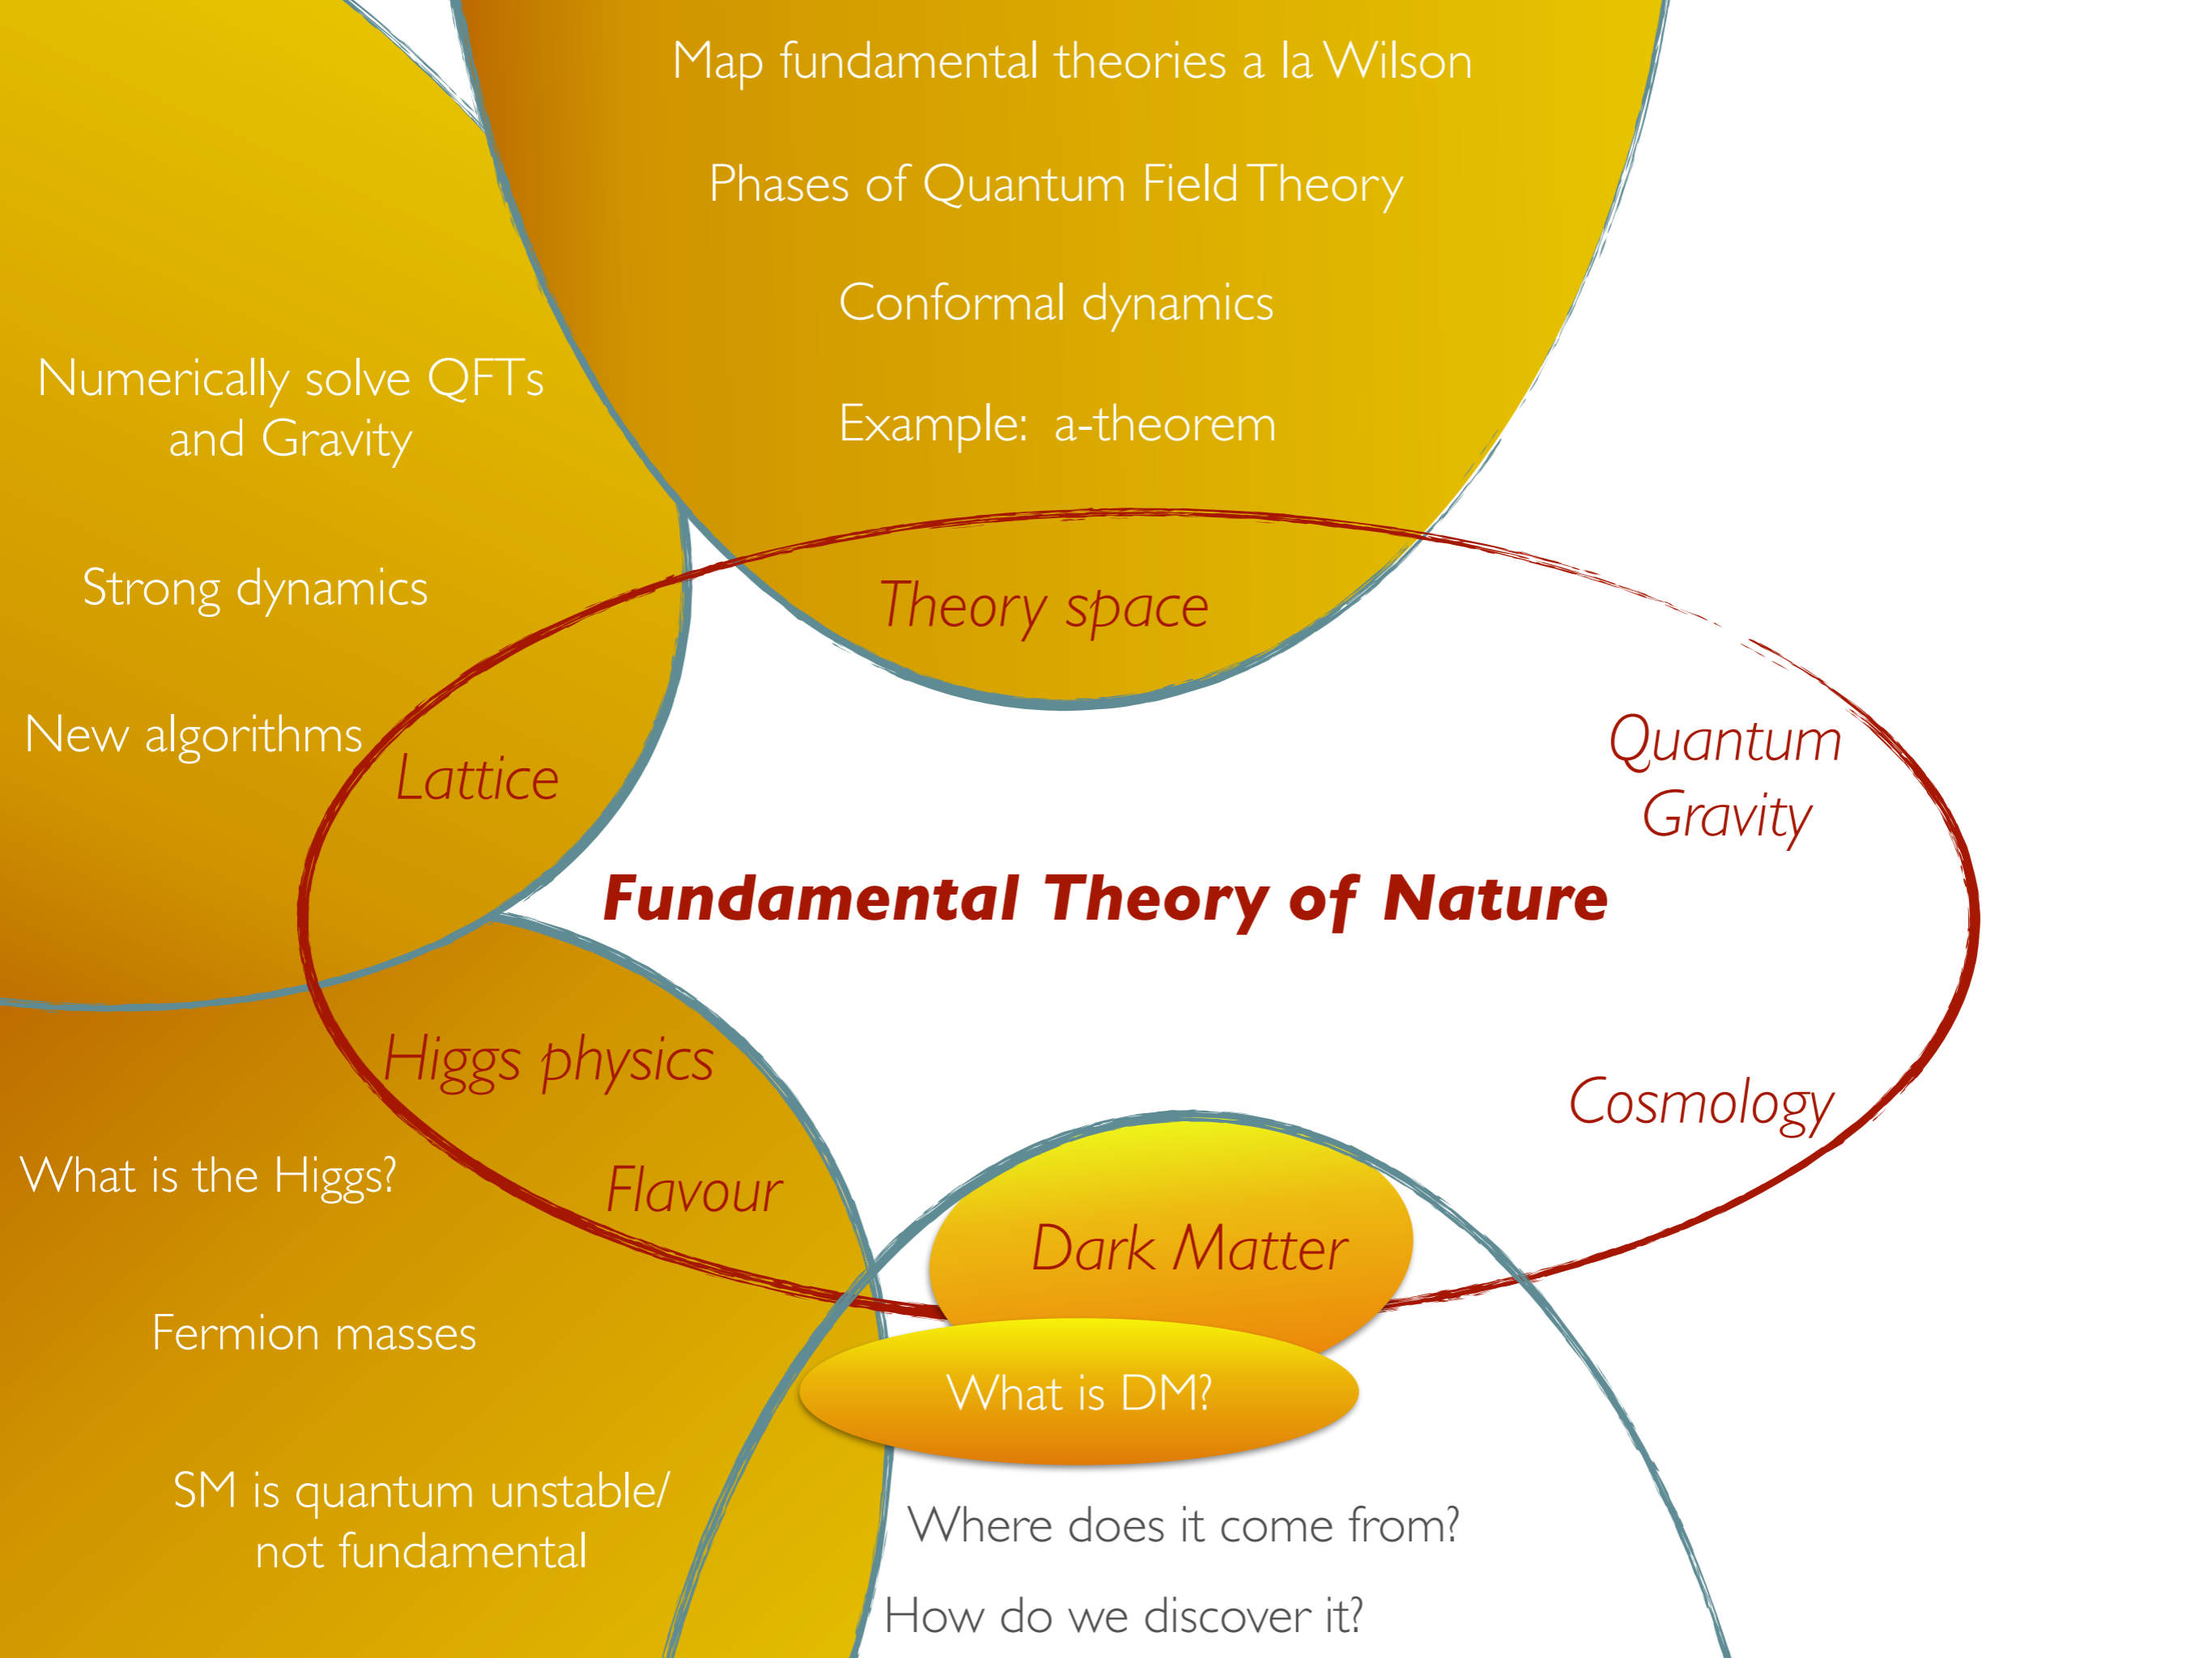 Map fundamental theories a la Wilson
Phases of Quantum Field Theory
Conformal dynamics
Example: a-theorem
Numerically solve QFTs
and Gravity
Strong dynamics
New algorithms
Theory space
Lattice
Quantum
Gravity
Fundamental Theory of Nature
Higgs physics
Flavour
Cosmology
What is the Higgs?
Fermion masses
SM is quantum unstable/
not fundamental
Dark Matter
What is DM?
Where does it come from?
How do we discover it?